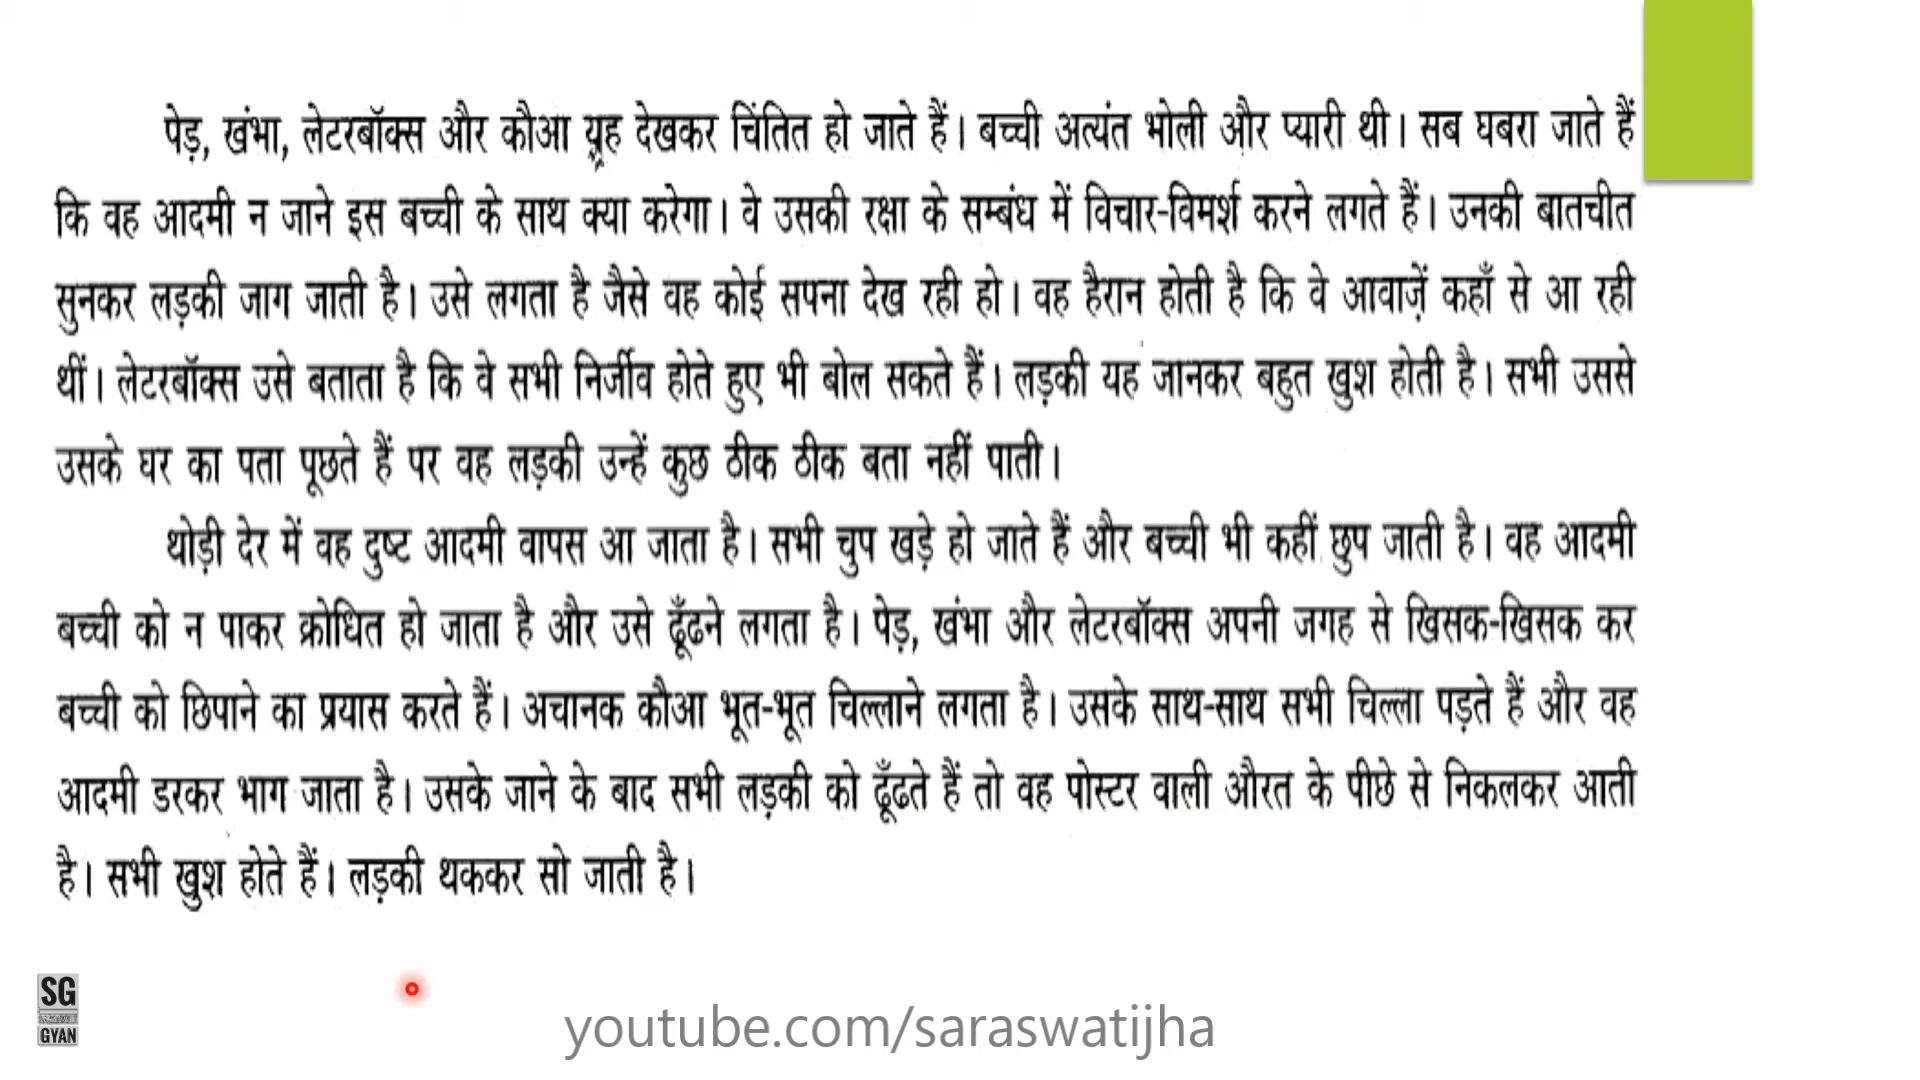 पेड़, खंभा, लेटरबॉक्स और कौआ यह देखकर चिंतित हो जाते हैं। बच्ची अत्यंत भोली और प्यारी थी। सब घबरा जाते हैं
कि वह आदमी न जाने इस बच्ची के साथ क्या करेगा। वे उसकी रक्षा के सम्बंध में विचार-विमर्श करने लगते हैं। उनकी बातचीत
सुनकर लड़की जाग जाती है। उसे लगता है जैसे वह कोई सपना देख रही हो। वह हैरान होती है कि वे आवाज़ें कहाँ से आ रही
थीं। लेटरबॉक्स उसे बताता है कि वे सभी निर्जीव होते हुए भी बोल सकते हैं। लड़की यह जानकर बहुत खुश होती है। सभी उससे
उसके घर का पता पूछते हैं पर वह लड़की उन्हें कुछ ठीक ठीक बता नहीं पाती।
थोड़ी देर में वह दुष्ट आदमी वापस आ जाता है। सभी चुप खड़े हो जाते हैं और बच्ची भी कहीं छुप जाती है। वह आदमी
बच्ची को न पाकर क्रोधित हो जाता है और उसे ढूँढने लगता है। पेड़, खंभा और लेटरबॉक्स अपनी जगह से खिसक-खिसक कर
बच्ची को छिपाने का प्रयास करते हैं। अचानक कौआ भूत-भूत चिल्लाने लगता है। उसके साथ-साथ सभी चिल्ला पड़ते हैं और वह
आदमी डरकर भाग जाता है। उसके जाने के बाद सभी लड़की को ढूँढते हैं तो वह पोस्टर वाली औरत के पीछे से निकलकर आती
है। सभी खुश होते हैं। लड़की थककर सो जाती है।
SG
GYAN
youtube.com/saraswatijha